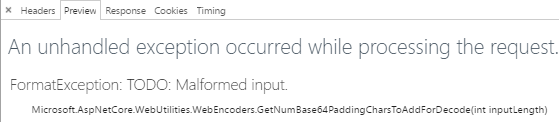 × Headers Preview Response Cookies Timing
An unhandled exception occurred while processing the request.
FormatException: TODO: Malformed input.
Microsoft.AspNetCore.WebUtilities.WebEncoders.GetNumBase64PaddingCharsToAddForDecode(int inputLength)